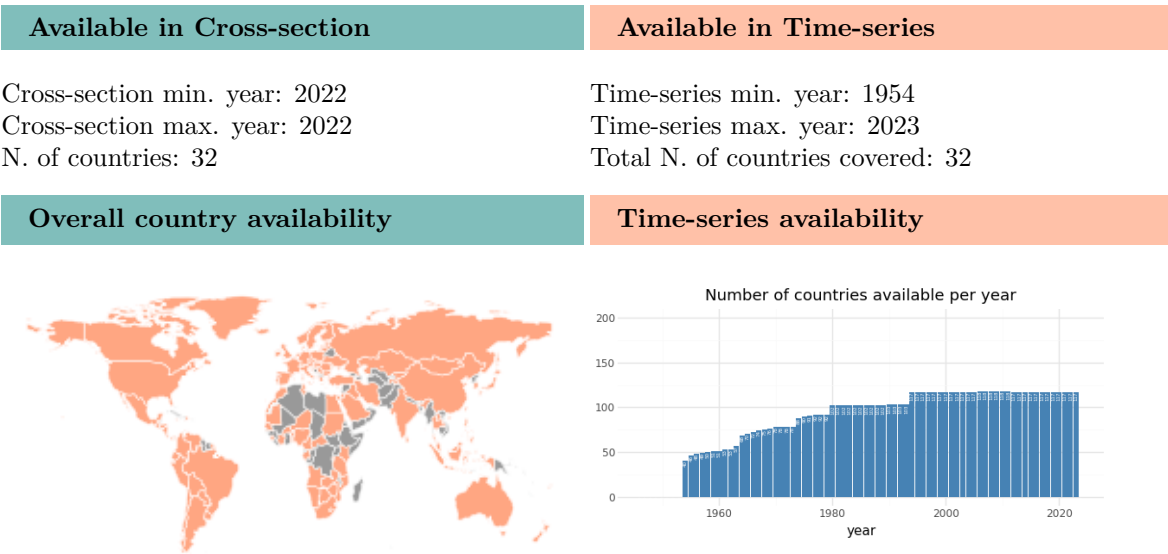 Available in Cross-section
Available in Time-series
Cross-section min. year: 2022
Cross-section max. year: 2022
N. of countries: 32
Time-series min. year: 1954
Time-series max. year: 2023
Total N. of countries covered: 32
Overall country availability
Time-series availability
Number of countries available per year
200
150
100
50
0
1960
1980
2000
2020
year